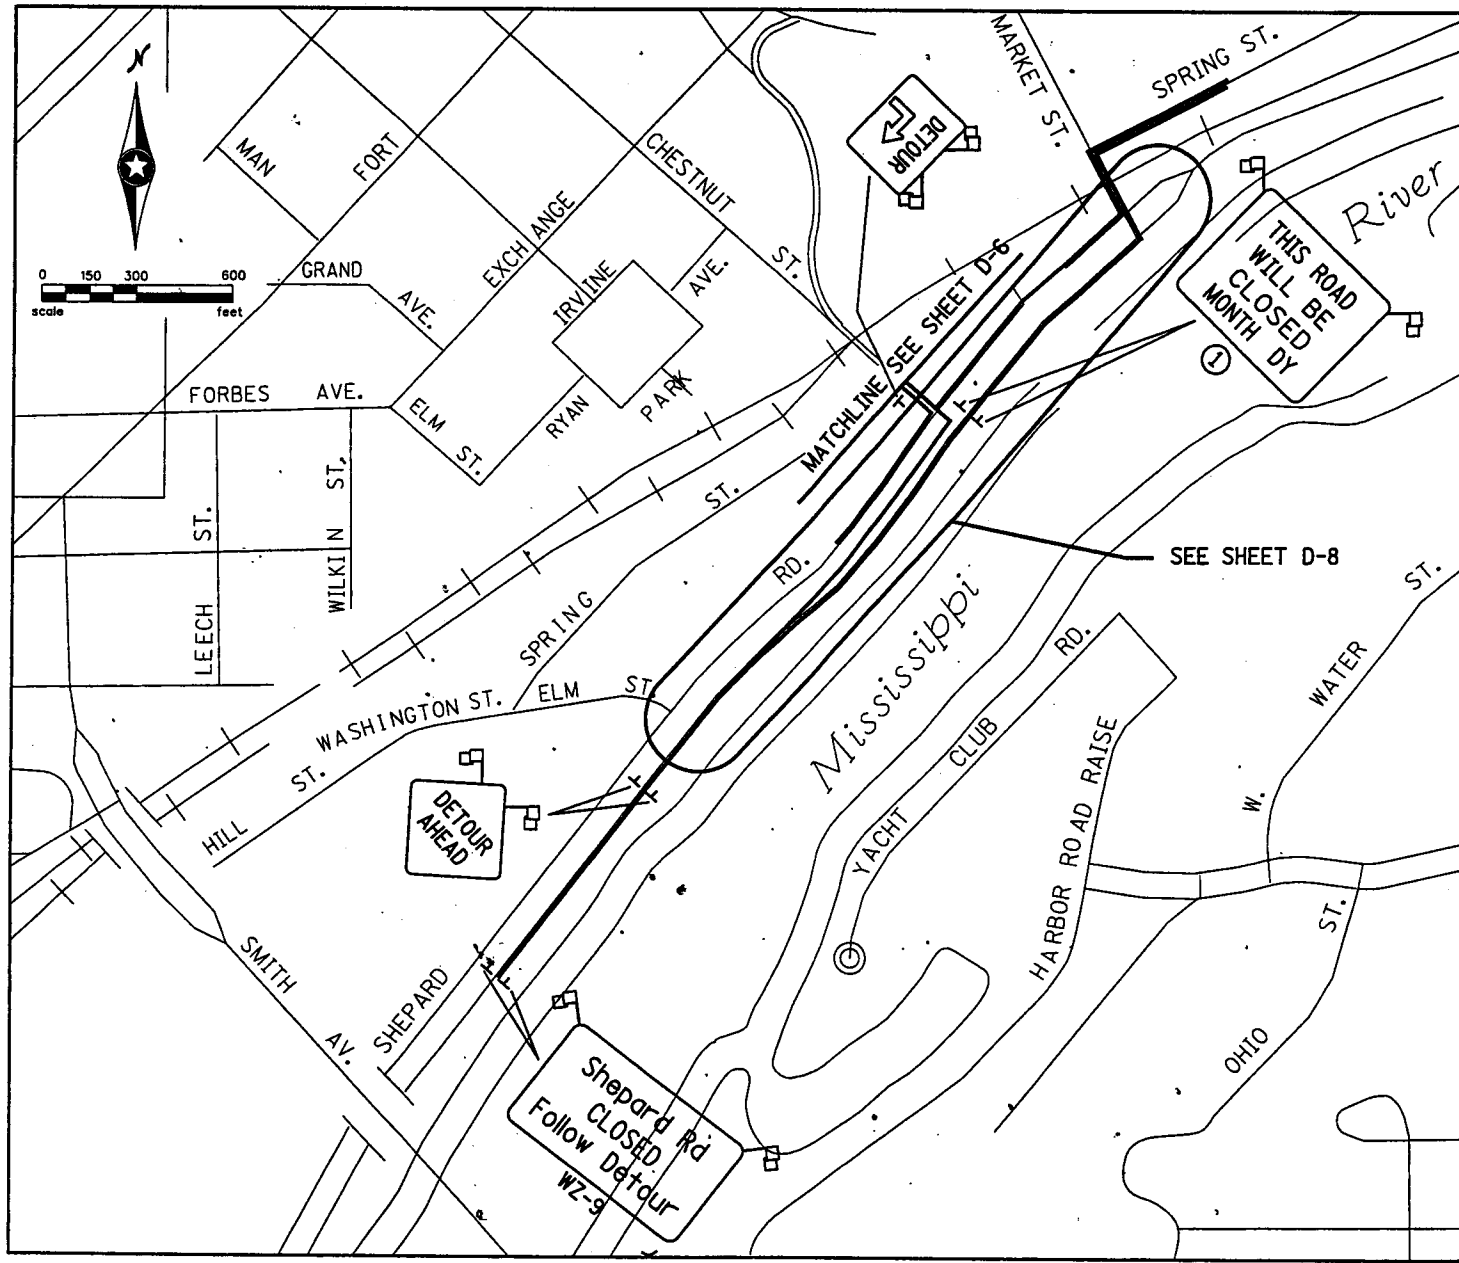 N
0 150 300 600
scale feet
MAN
FORT
GRAND
AVE.
EXCHANGE
IRVINE
CHESTNUT
ST.
AVE.
RYAN
PARK
FORBES AVE.
ELM
ST.
LEECH ST.
WILKIN ST.
MARKET ST.
SPRING ST.
DETOUR
MATCHLINE SEE SHEET D-6
River
THIS ROAD
WILL BE
CLOSED
MONTH DY
1
SEE SHEET D-8
SPRING
ST.
RD.
WASHINGTON ST.
ELM ST.
HILL ST.
DETOUR
AHEAD
Mississippi
YACHT CLUB RD.
HARBOR ROAD RAISE
W. WATER ST.
OHIO ST.
SMITH AV.
SHEPARD
Shepard Rd
CLOSED
Follow Detour
WZ-9